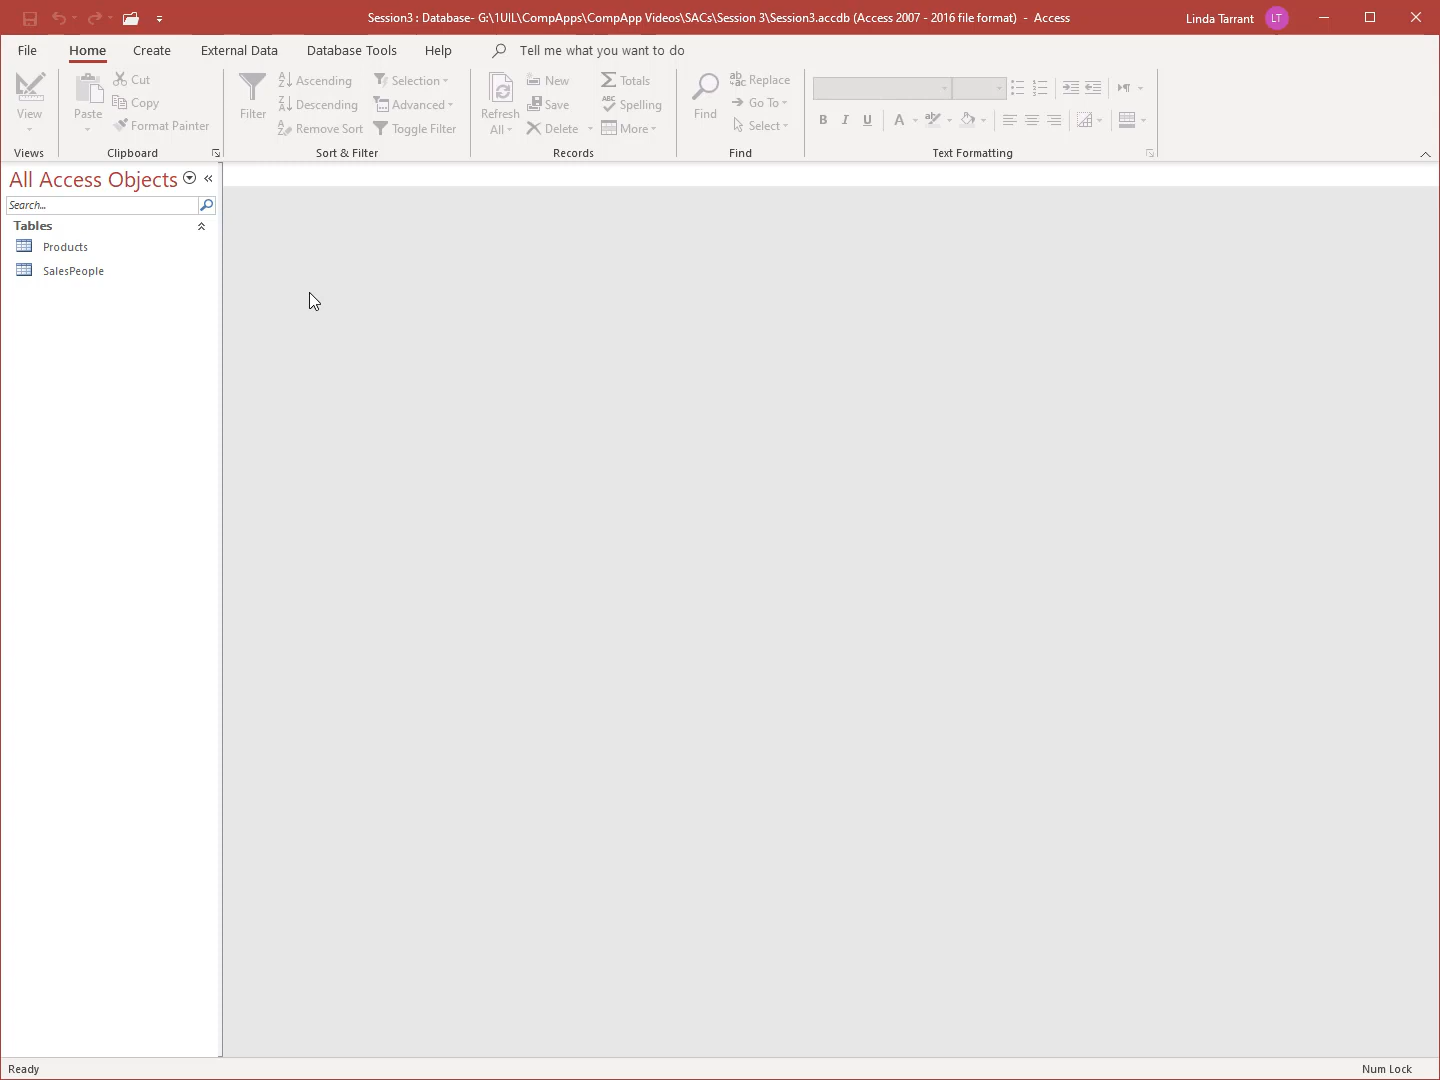 Session3 : Database- G:\1UIL\CompApps\CompApp Videos\SACs\Session 3\Session3.accdb (Access 2007 - 2016 file format) - Access
Linda Tarrant LT
File Home Create External Data Database Tools Help Tell me what you want to do
View
Views
Paste
Cut
Copy
Format Painter
Clipboard
Filter
Ascending
Descending
Remove Sort
Selection
Advanced
Toggle Filter
Sort & Filter
Refresh
All
New
Save
Delete
Totals
Spelling
More
Records
Find
Replace
Go To
Select
Find
B I U A
Text Formatting
All Access Objects
Search...
Tables
Products
SalesPeople
Ready
Num Lock